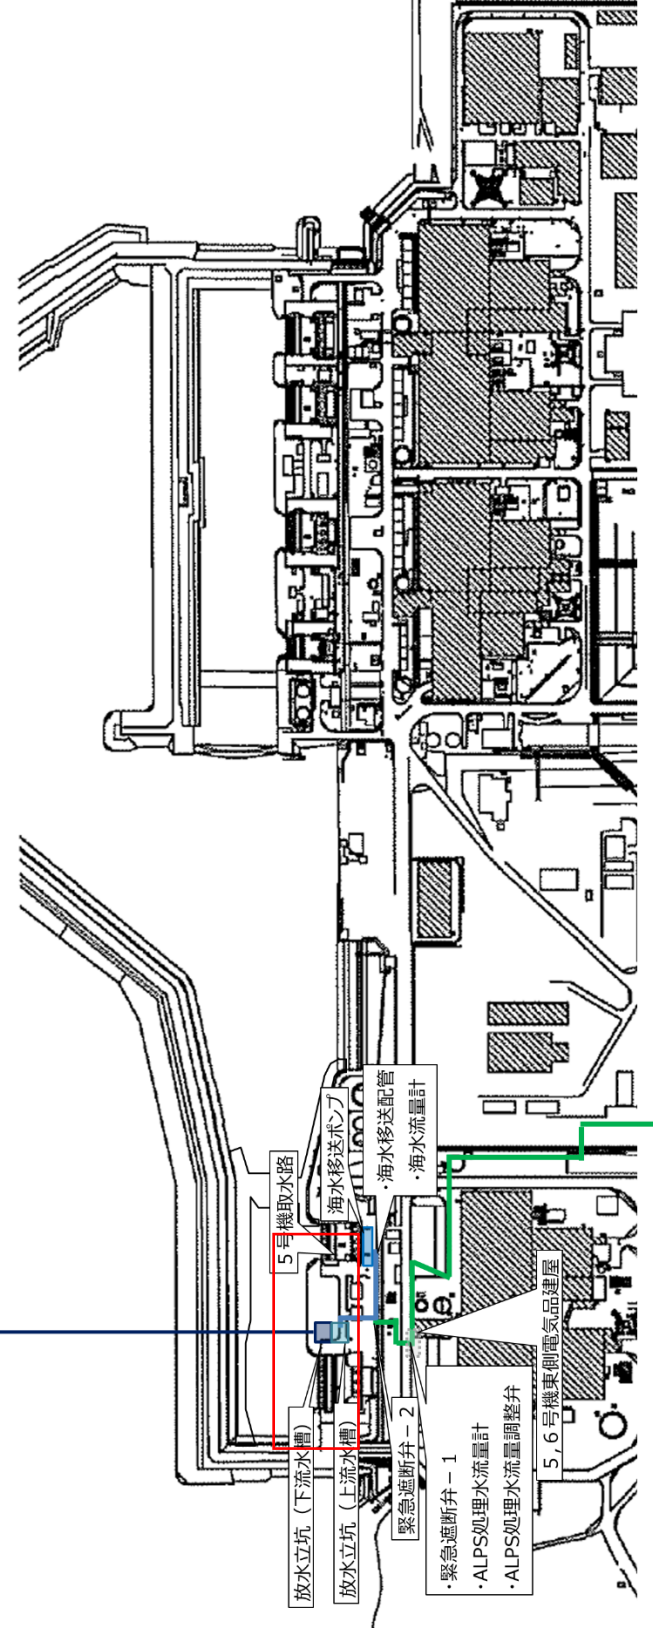 5号機取水路
海水移送ポンプ
・海水移送配管
・海水流量計
放水立坑（下流水槽）
放水立坑（上流水槽）
緊急遮断弁－2
・緊急遮断弁－1
・ALPS処理水流量計
・ALPS処理水流量調整弁
5,6号機東側電気品建屋